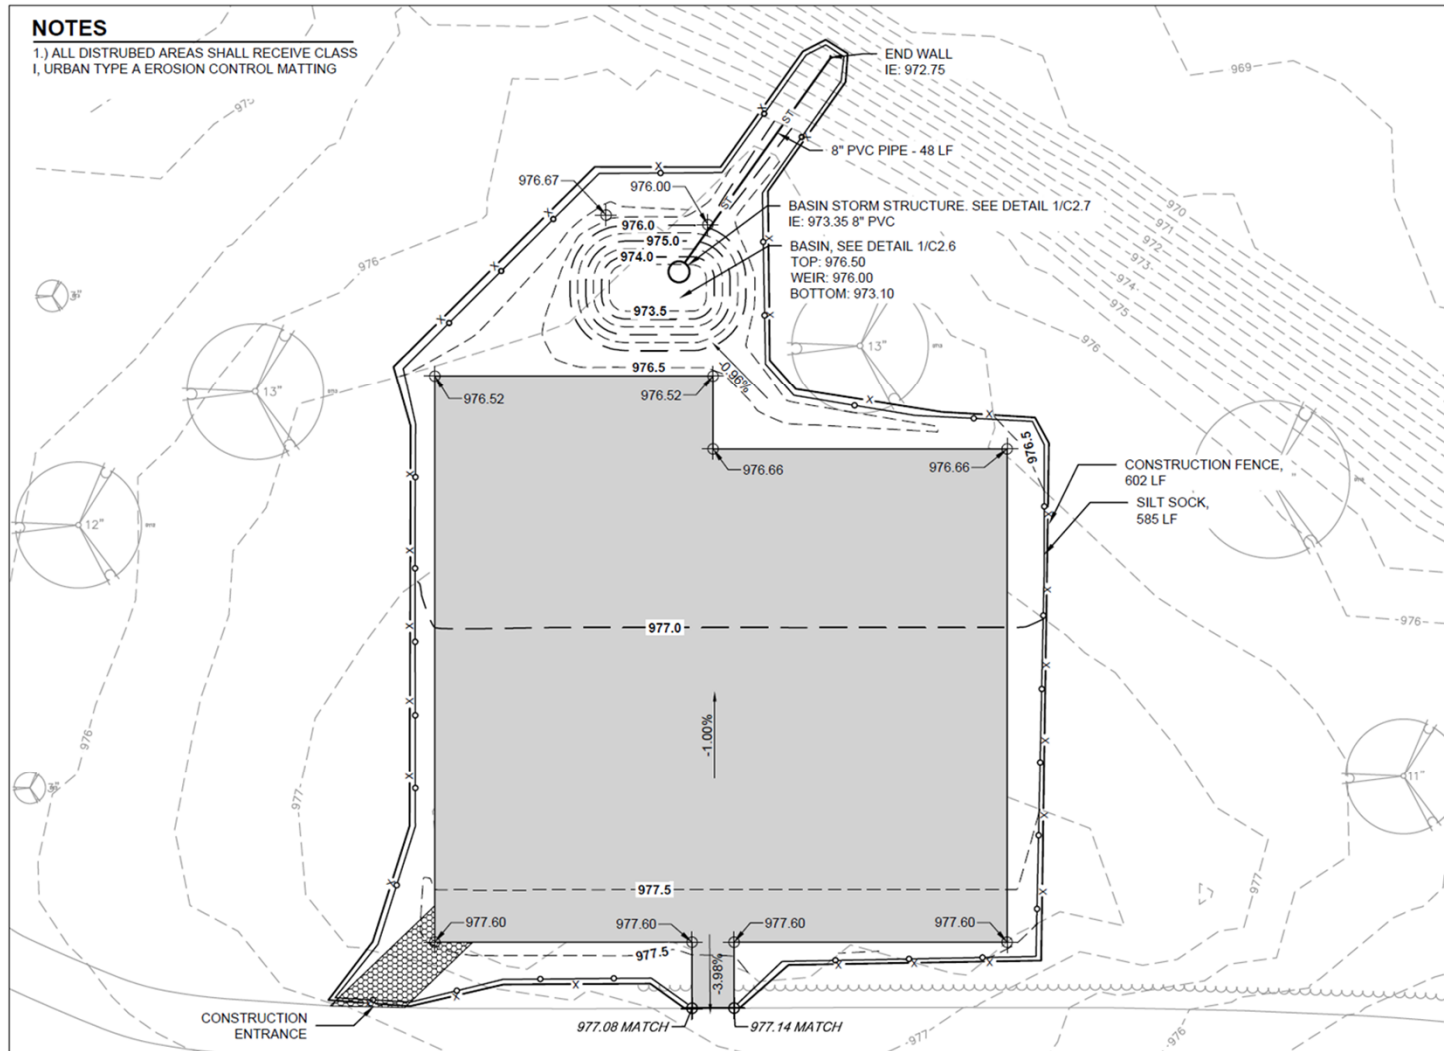 NOTES
1.) ALL DISTRUBED AREAS SHALL RECEIVE CLASS
I, URBAN TYPE A EROSION CONTROL MATTING
END WALL
IE: 972.75
969
975
ST
8" PVC PIPE - 48 LF
976.67
976.00
ST
BASIN STORM STRUCTURE. SEE DETAIL 1/C2.7
IE: 973.35 8" PVC
970
971
972
973
974
975
976
976.0
975.0
974.0
973.5
976.5
BASIN, SEE DETAIL 1/C2.6
TOP: 976.50
WEIR: 976.00
BOTTOM: 973.10
976
3"
13"
13"
-0.96%
976.52
976.52
976.66
976.66
976.5
CONSTRUCTION FENCE,
602 LF
SILT SOCK,
585 LF
12"
977.0
976
976
-1.00%
977
11"
977.5
977
977.60
977.60
977.60
977.60
977.5
-3.98%
CONSTRUCTION
ENTRANCE
977.08 MATCH
977.14 MATCH
977
976